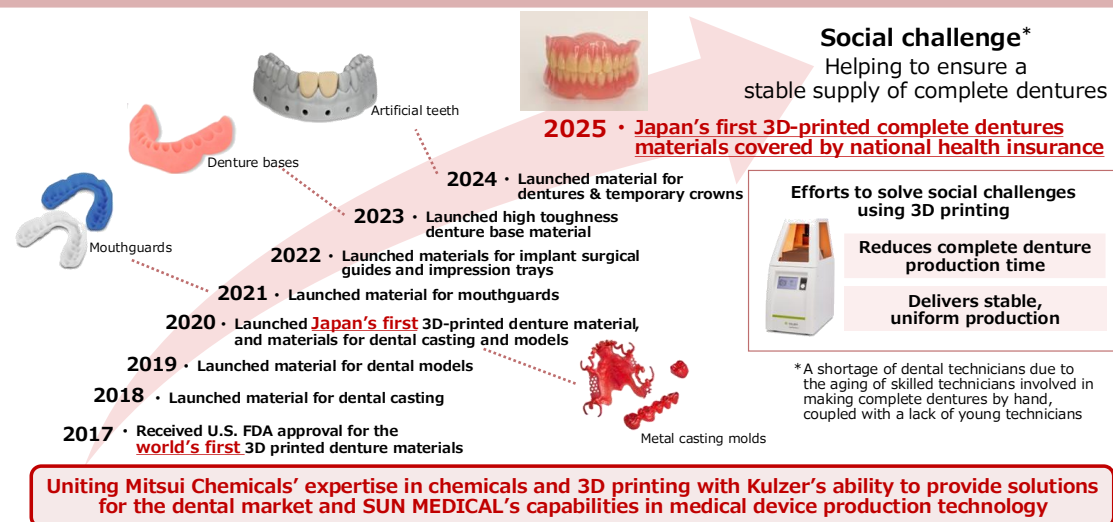 Social challenge*
Helping to ensure a
stable supply of complete dentures
2025 • Japan's first 3D-printed complete dentures
materials covered by national health insurance
Artificial teeth
Denture bases
Mouthguards
2024 • Launched material for
dentures & temporary crowns
2023 • Launched high toughness
denture base material
2022 • Launched materials for implant surgical
guides and impression trays
2021 • Launched material for mouthguards
2020 • Launched Japan's first 3D-printed denture material,
and materials for dental casting and models
2019 • Launched material for dental models
2018 • Launched material for dental casting
2017 • Received U.S. FDA approval for the
world's first 3D printed denture materials
Metal casting molds
Efforts to solve social challenges
using 3D printing
Reduces complete denture
production time
Delivers stable,
uniform production
*A shortage of dental technicians due to
the aging of skilled technicians involved in
making complete dentures by hand,
coupled with a lack of young technicians
Uniting Mitsui Chemicals' expertise in chemicals and 3D printing with Kulzer's ability to provide solutions
for the dental market and SUN MEDICAL's capabilities in medical device production technology